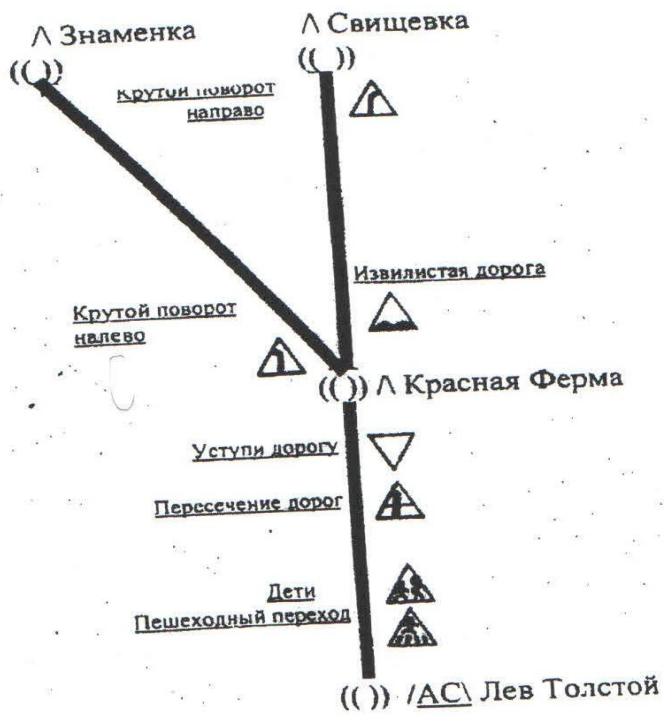 /\ Знаменка
/\ Свищевка
((  ))
((  ))
Крутой поворот
направо
Извилистая дорога
Крутой поворот
налево
(( )) /\ Красная Ферма
Уступи дорогу
Пересечение дорог
Дети
Пешеходный переход
(( )) /АС\ Лев Толстой